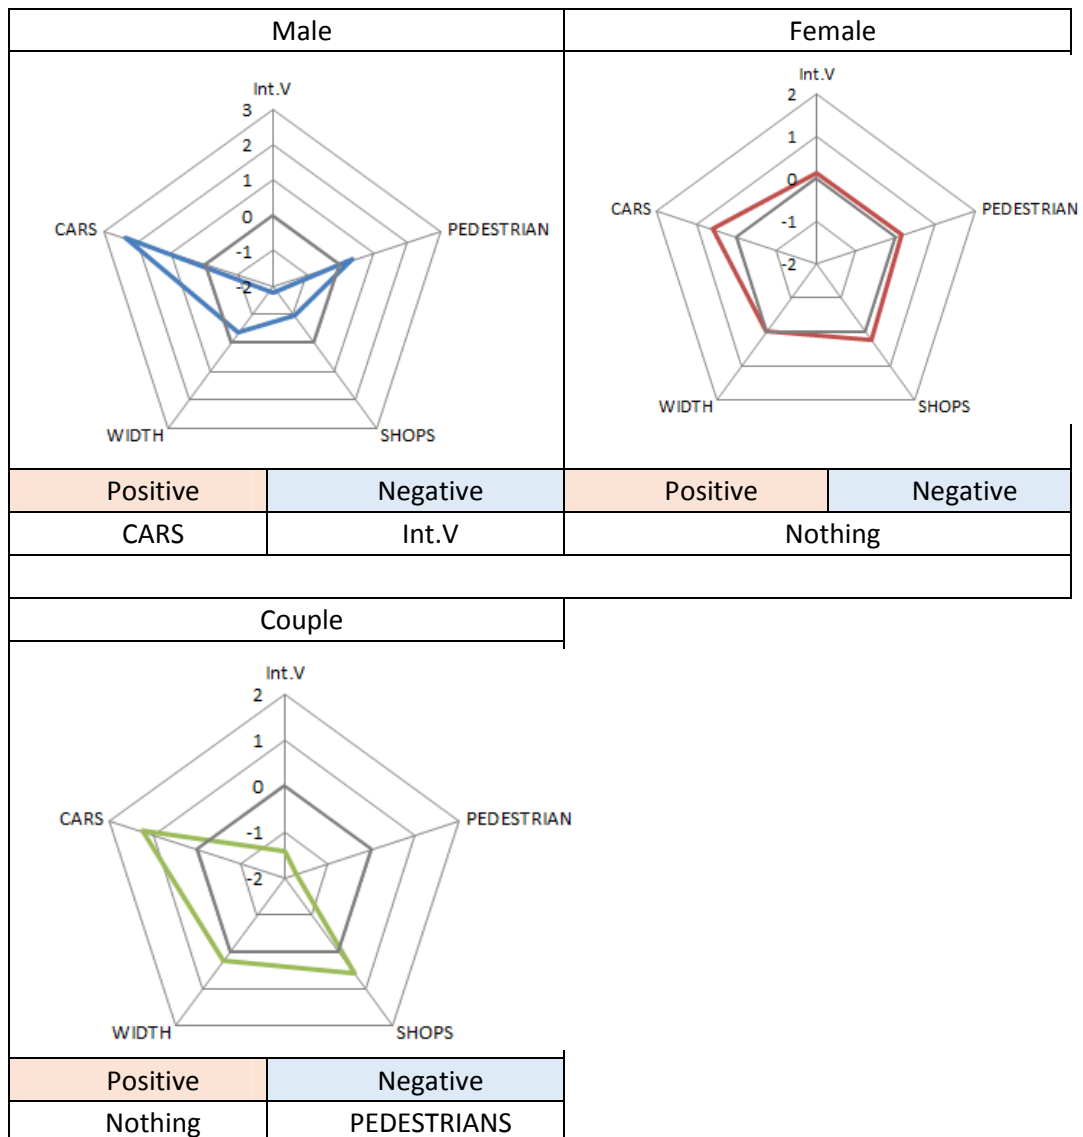 Male
Female
Int.V
3
2
1
0
-1
-2
CARS
PEDESTRIAN
WIDTH
SHOPS
Int.V
2
1
0
-1
-2
CARS
PEDESTRIAN
WIDTH
SHOPS
Positive Negative Positive Negative
CARS Int.V Nothing
Couple
Int.V
2
1
0
-1
-2
CARS
PEDESTRIAN
WIDTH
SHOPS
Positive Negative
Nothing PEDESTRIANS